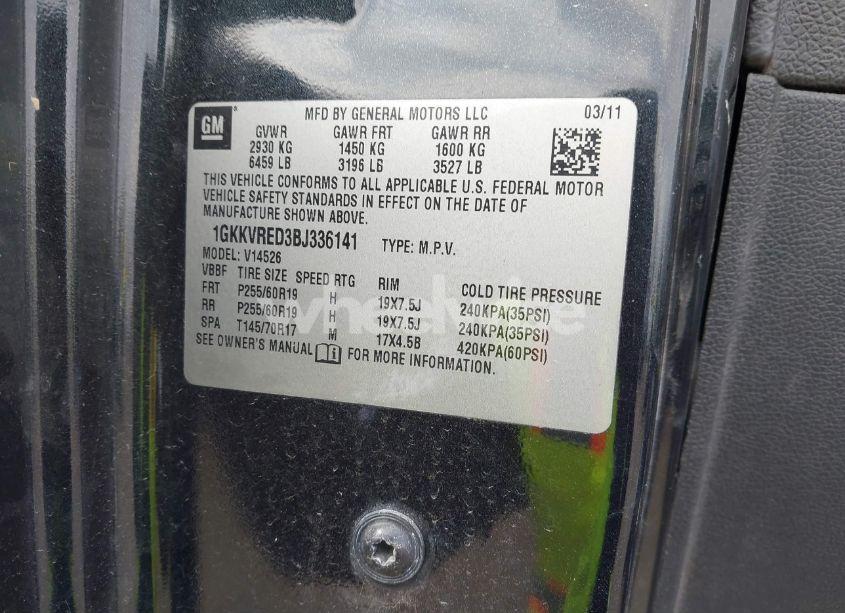 GM
MFD BY GENERAL MOTORS LLC 03/11
GVWR GAWR FRT GAWR RR
2930 KG 1450 KG 1600 KG
6459 LB 3196 LB 3527 LB
THIS VEHICLE CONFORMS TO ALL APPLICABLE U.S. FEDERAL MOTOR
VEHICLE SAFETY STANDARDS IN EFFECT ON THE DATE OF
MANUFACTURE SHOWN ABOVE.
1GKKVRED3BJ336141 TYPE: M.P.V.
MODEL: V14526
VBBF TIRE SIZE SPEED RTG RIM COLD TIRE PRESSURE
FRT P255/60R19 H 19X7.5J 240KPA(35PSI)
RR P255/60R19 H 19X7.5J 240KPA(35PSI)
SPA T145/70R17 M 17X4.5B 420KPA(60PSI)
SEE OWNER'S MANUAL FOR MORE INFORMATION.